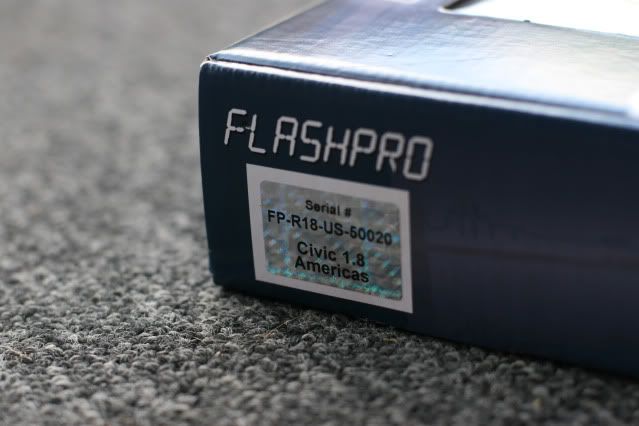 FLASHPRO
Serial #
FP-R18-US-50020
Civic 1.8
Americas